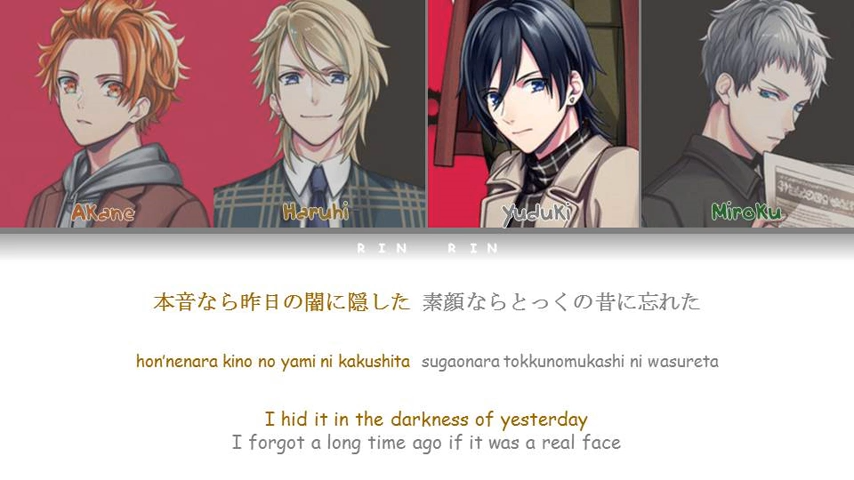 Akane
Haruhi
Yuduki
Miroku
RIN RIN
本音なら昨日の闇に隠した 素顔ならとっくの昔に忘れた
hon'nenara kino no yami ni kakushita sugaonara tokkunomukashi ni wasureta
I hid it in the darkness of yesterday
I forgot a long time ago if it was a real face